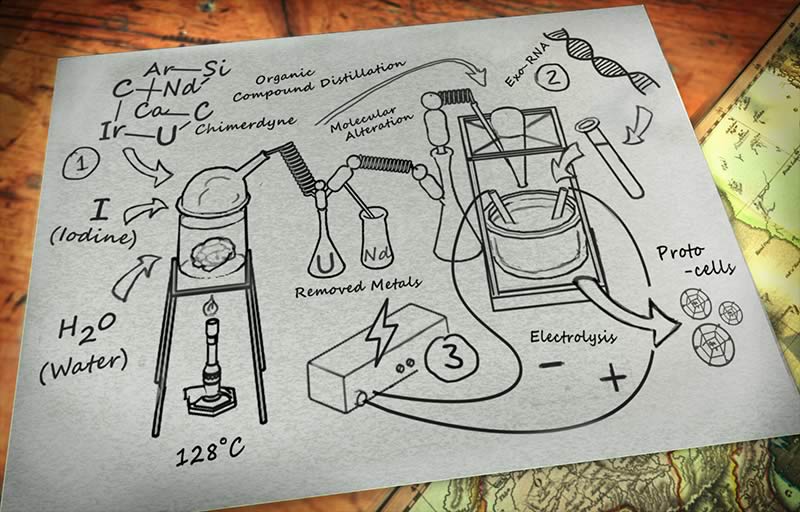 Ar—Si
C—Nd
Ca—C
Ir—U
Chimerdyne
Organic
Compound Distillation
Molecular
Alteration
Exo-RNA
2
1
I
(Iodine)
H2O
(Water)
128°C
U
Nd
Removed Metals
3
Electrolysis
- +
Proto
-cells